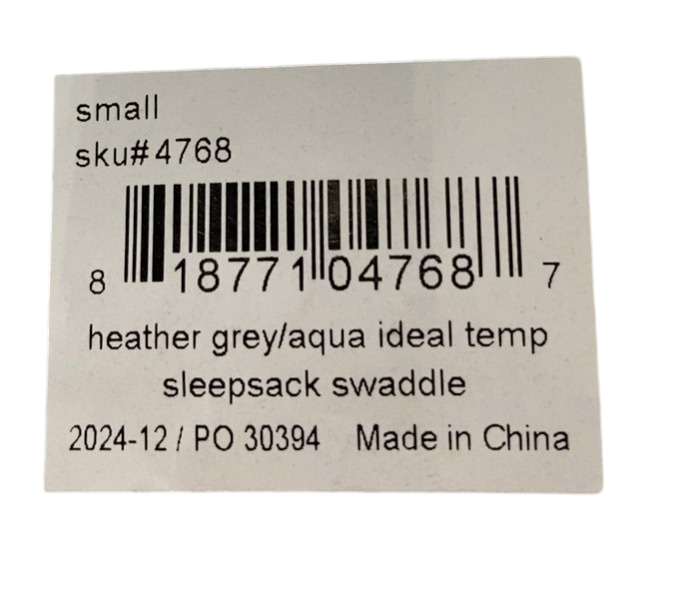 small
sku#4768
8 18771 04768 7
heather grey/aqua ideal temp
sleepsack swaddle
2024-12 / PO 30394 Made in China